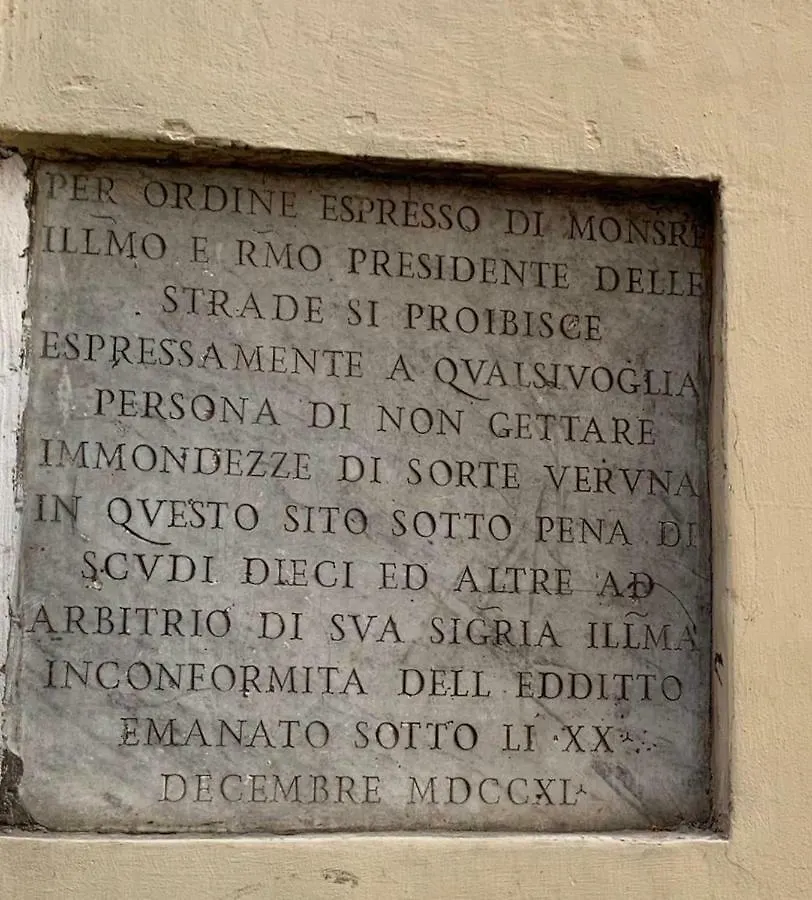 PER ORDINE ESPRESSO DI MONSRE
ILLM̃O E RMO PRESIDENTE DELLE
STRADE SI PROIBISCE
ESPRESSAMENTE A QVALSIVOGLIA
PERSONA DI NON GETTARE
IMMONDEZZE DI SORTE VERVNA
IN QVESTO SITO SOTTO PENA DI
SCVDI DIECI ED ALTRE AD
ARBITRIO DI SVA SIGRIA ILLM̃A
INCONFORMITA DELL EDDITTO
EMANATO SOTTO LI ·XX·
DECEMBRE MDCCXL·